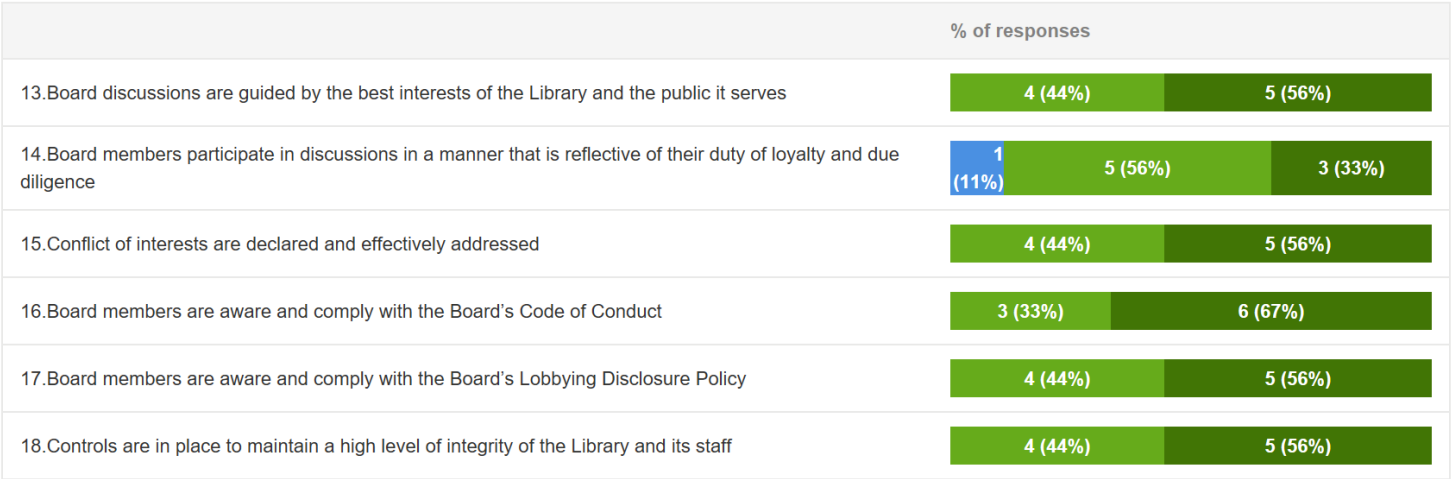 % of responses
13.Board discussions are guided by the best interests of the Library and the public it serves
4 (44%) 5 (56%)
14.Board members participate in discussions in a manner that is reflective of their duty of loyalty and due
diligence
1
(11%) 5 (56%) 3 (33%)
15.Conflict of interests are declared and effectively addressed
4 (44%) 5 (56%)
16.Board members are aware and comply with the Board’s Code of Conduct
3 (33%) 6 (67%)
17.Board members are aware and comply with the Board’s Lobbying Disclosure Policy
4 (44%) 5 (56%)
18.Controls are in place to maintain a high level of integrity of the Library and its staff
4 (44%) 5 (56%)